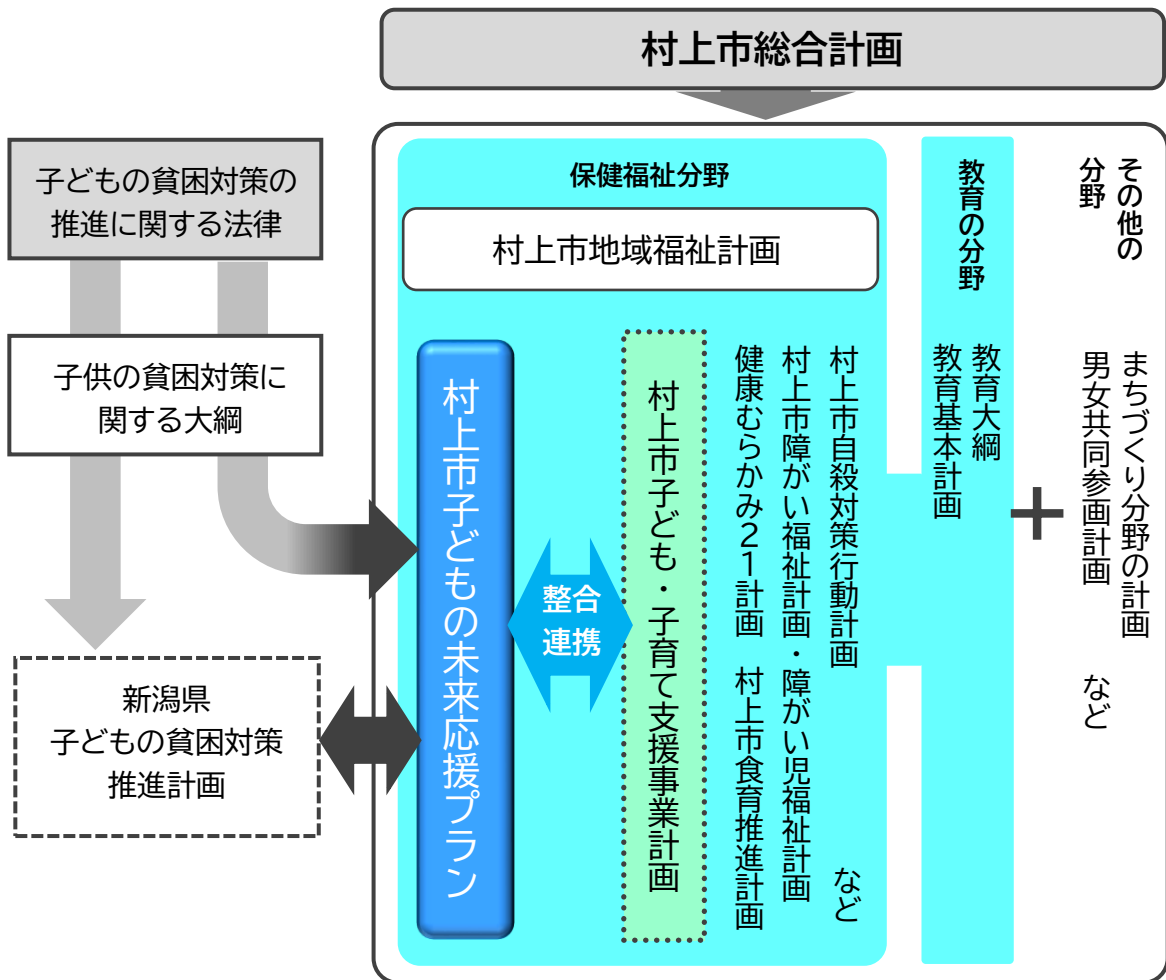 村上市総合計画
子どもの貧困対策の
推進に関する法律
子供の貧困対策に
関する大綱
新潟県
子どもの貧困対策
推進計画
保健福祉分野
村上市地域福祉計画
村上市子どもの未来応援プラン
整合
連携
村上市子ども・子育て支援事業計画
村上市自殺対策行動計画　など
村上市障がい福祉計画・障がい児福祉計画
健康むらかみ２１計画　村上市食育推進計画
教育の分野
教育大綱
教育基本計画
＋
その他の
分野
まちづくり分野の計画
男女共同参画計画　など